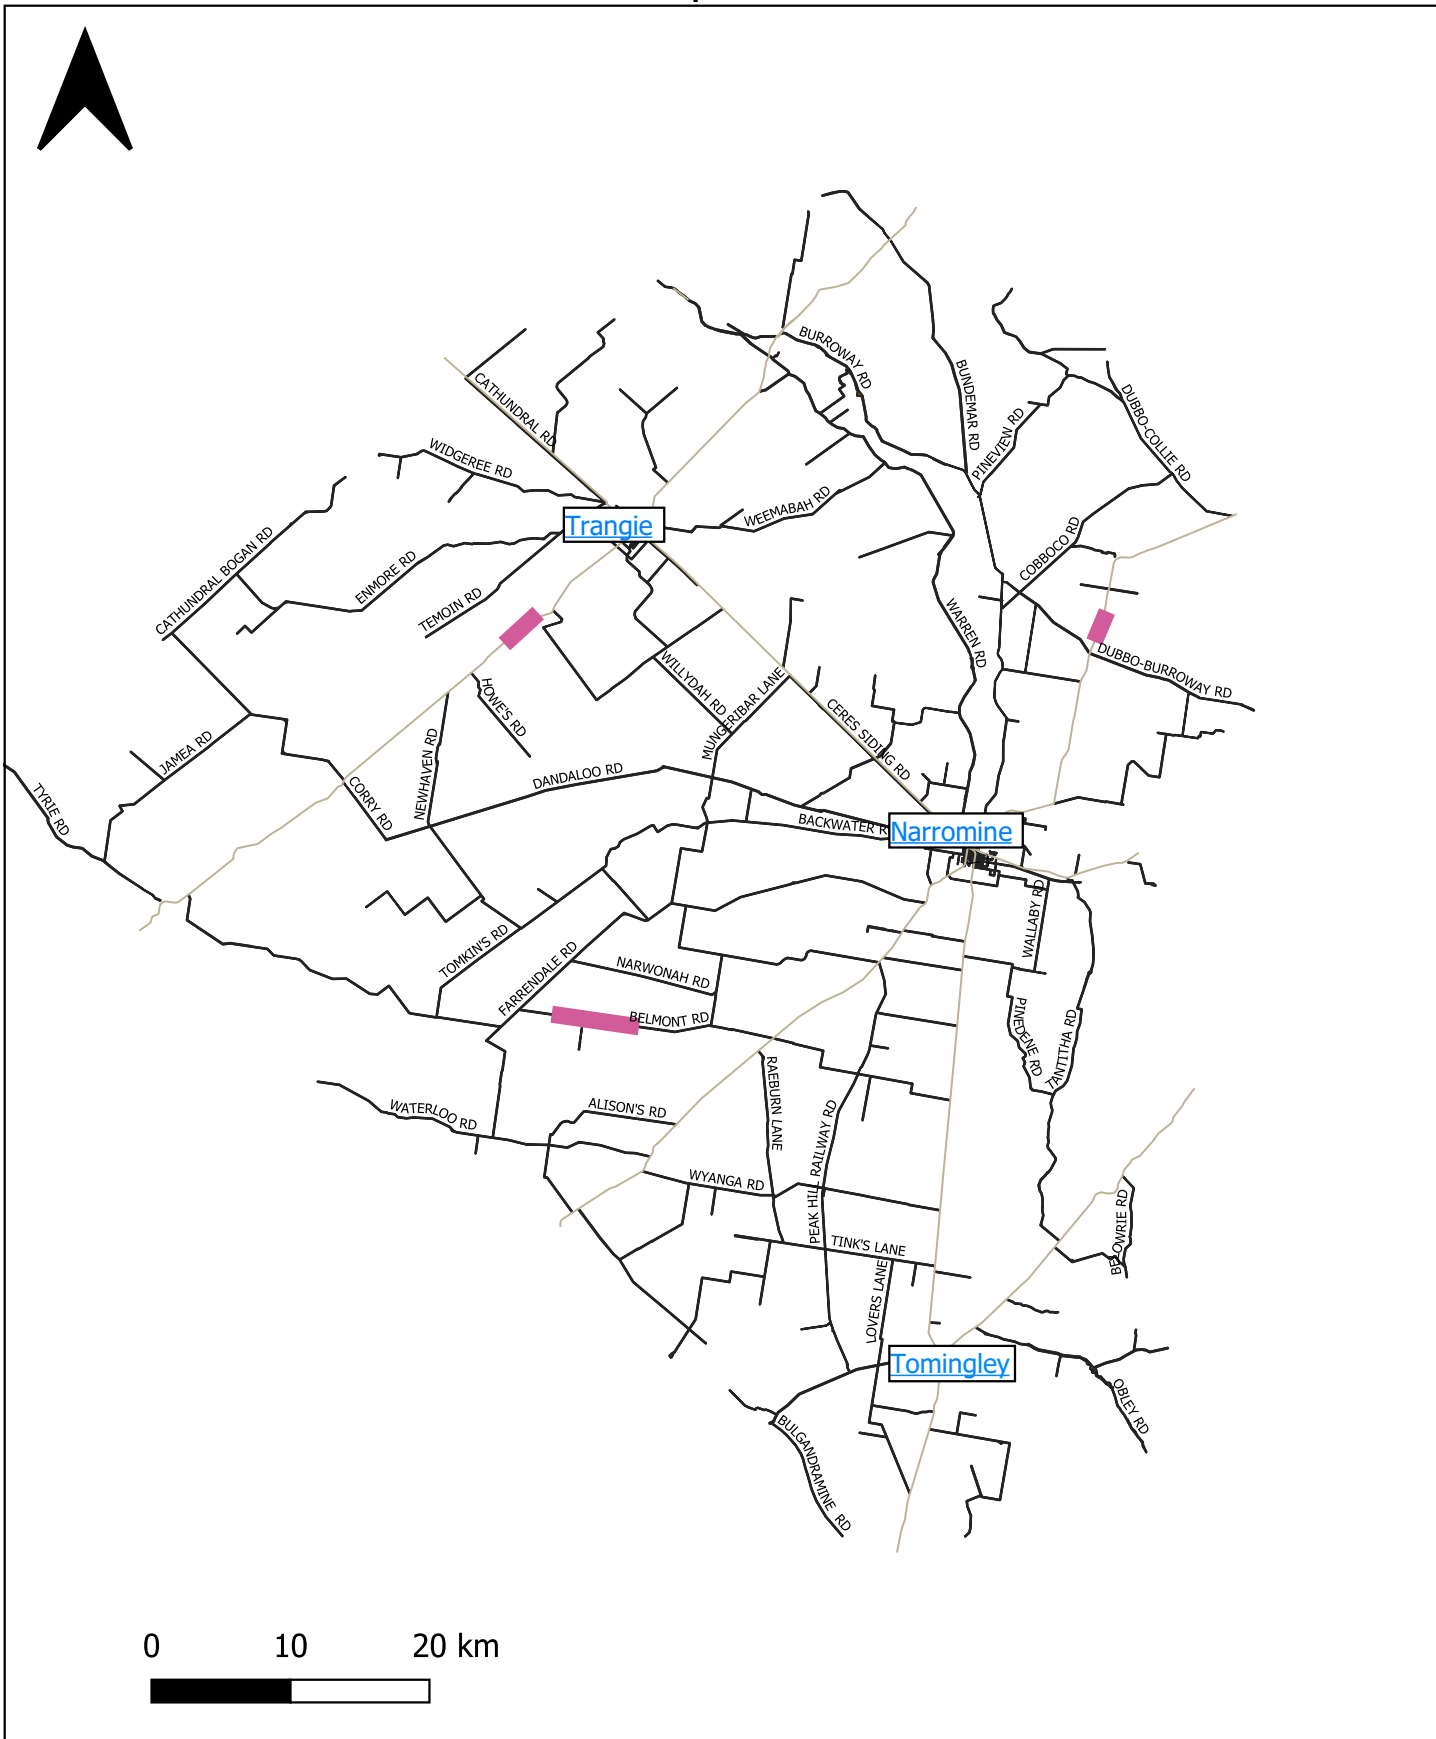 BURROWAY RD
BUNDEMAR RD
CATHUNDRAL RD
DUBBO-COLLIE RD
PINEVIEW RD
WIDGEREE RD
WEEMABAH RD
Trangie
CATHUNDRAL BOGAN RD
ENMORE RD
COBBOCO RD
TEMOIN RD
WARREN RD
DUBBO-BURROWAY RD
WILLYDAH RD
MUNGERIBAR LANE
HOWE'S RD
CERES SIDING RD
JAMEA RD
NEWHAVEN RD
DANDALOO RD
CORRY RD
TYRIE RD
BACKWATER R
Narromine
WALLABY RD
TOMKIN'S RD
FARRENDALE RD
NARWONAH RD
BELMONT RD
PINEDENE RD
TANTITHA RD
RAEBURN LANE
WATERLOO RD
ALISON'S RD
PEAK HILL RAILWAY RD
WYANGA RD
BELOWRIE RD
TINK'S LANE
LOVERS LANE
Tomingley
OBLEY RD
BULGANDRAMINE RD
0 10 20 km